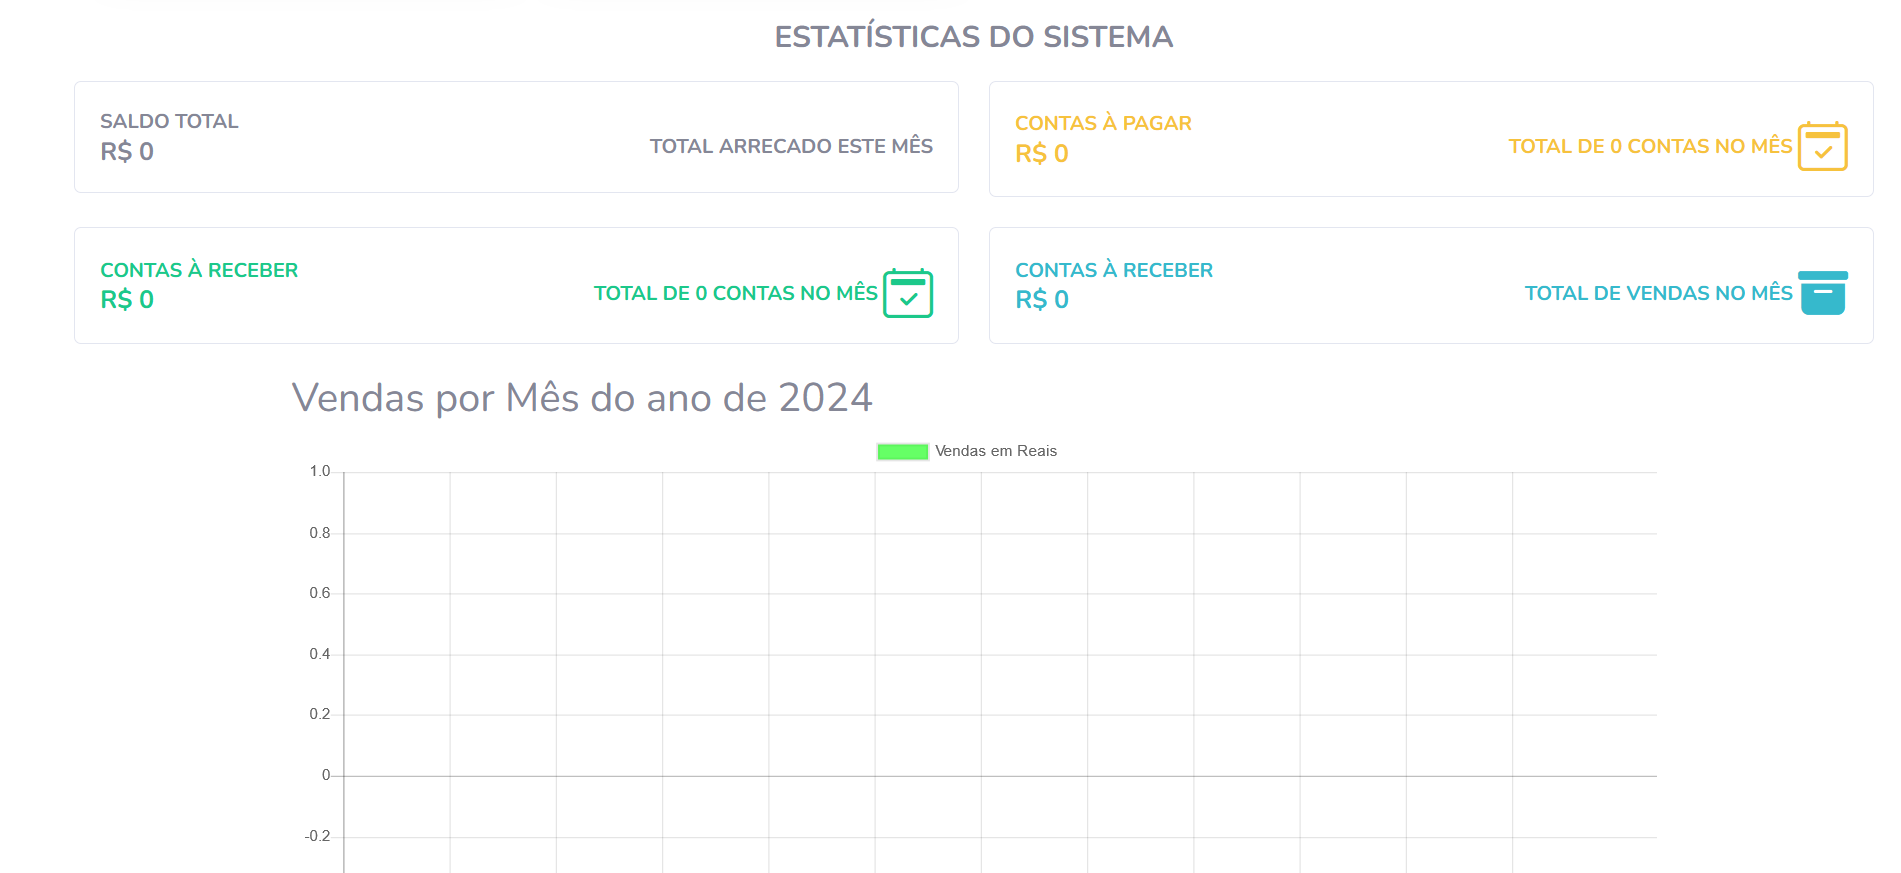 ESTATÍSTICAS DO SISTEMA
SALDO TOTAL
R$ 0
TOTAL ARRECADO ESTE MÊS
CONTAS À PAGAR
R$ 0
TOTAL DE 0 CONTAS NO MÊS
CONTAS À RECEBER
R$ 0
TOTAL DE 0 CONTAS NO MÊS
CONTAS À RECEBER
R$ 0
TOTAL DE VENDAS NO MÊS
Vendas por Mês do ano de 2024
Vendas em Reais
1.0
0.8
0.6
0.4
0.2
0
-0.2